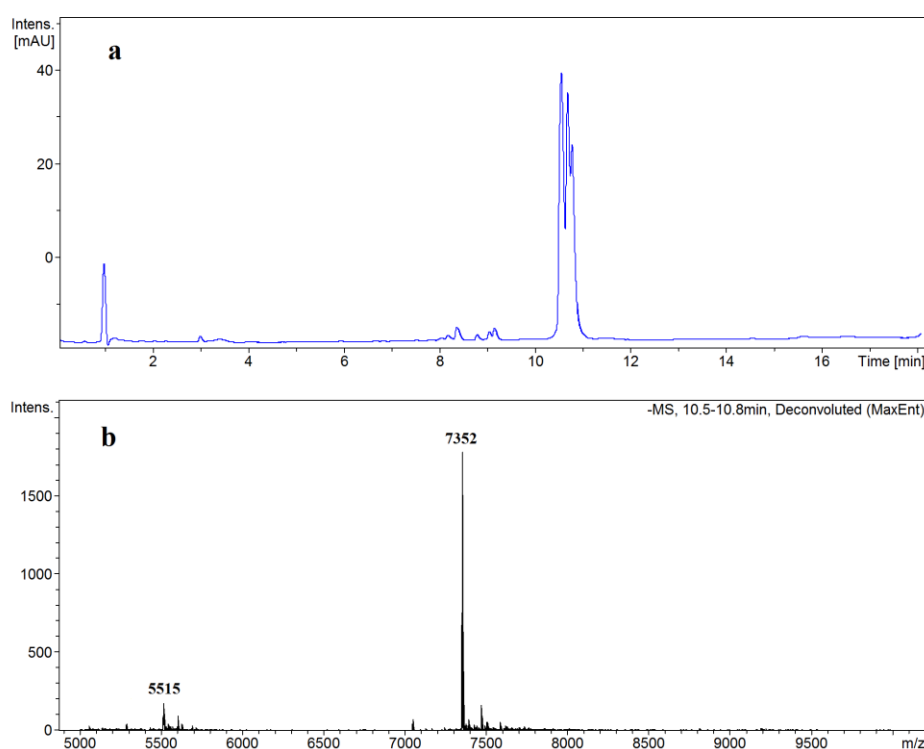 Intens.
[mAU]
a
40
20
0
2 4 6 8 10 12 14 16 Time [min]
Intens.
b
-MS, 10.5-10.8min, Deconvoluted (MaxEnt)
7352
1500
1000
500
5515
0
5000 5500 6000 6500 7000 7500 8000 8500 9000 9500 m/z